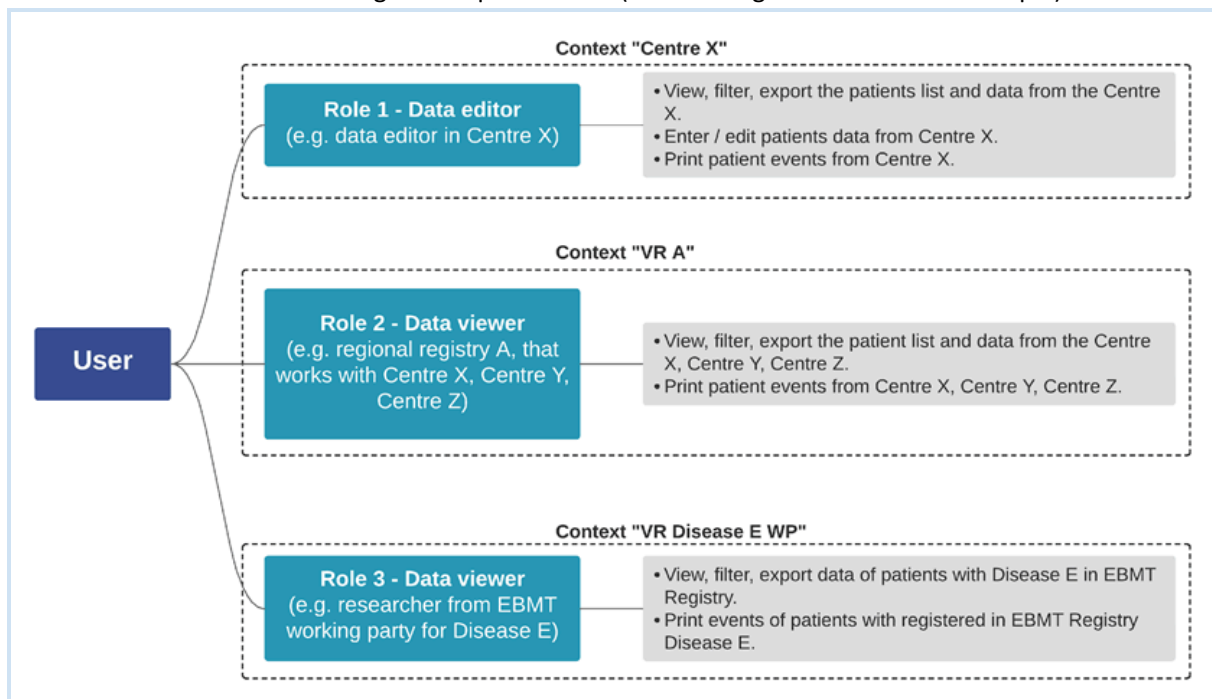 Context "Centre X"
Role 1 - Data editor
(e.g. data editor in Centre X)
• View, filter, export the patients list and data from the Centre
X.
• Enter / edit patients data from Centre X.
• Print patient events from Centre X.
Context "VR A"
User
Role 2 - Data viewer
(e.g. regional registry A, that
works with Centre X, Centre Y,
Centre Z)
• View, filter, export the patient list and data from the Centre
X, Centre Y, Centre Z.
• Print patient events from Centre X, Centre Y, Centre Z.
Context "VR Disease E WP"
Role 3 - Data viewer
(e.g. researcher from EBMT
working party for Disease E)
• View, filter, export data of patients with Disease E in EBMT
Registry.
• Print events of patients with registered in EBMT Registry
Disease E.